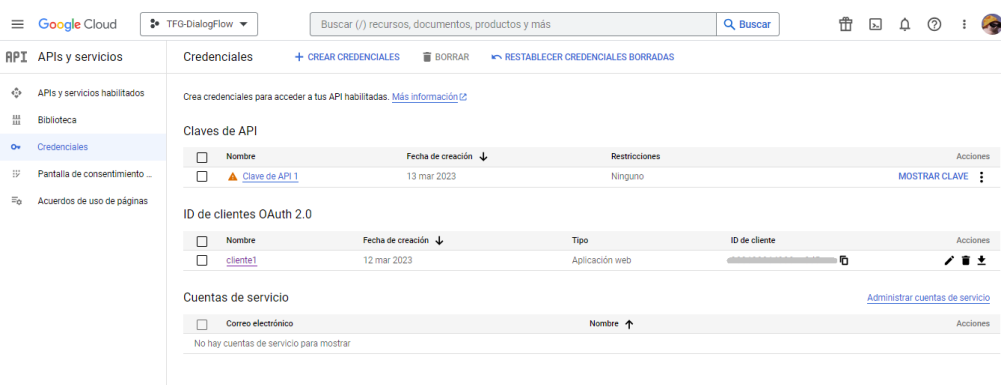 Google Cloud
TFG-DialogFlow
Buscar (/) recursos, documentos, productos y más
Buscar
API APIs y servicios
APIs y servicios habilitados
Biblioteca
Credenciales
Pantalla de consentimiento ...
Acuerdos de uso de páginas
Credenciales
+ CREAR CREDENCIALES
BORRAR
RESTABLECER CREDENCIALES BORRADAS
Crea credenciales para acceder a tus API habilitadas. Más información
Claves de API
Nombre Fecha de creación Restricciones Acciones
Clave de API 1 13 mar 2023 Ninguno MOSTRAR CLAVE
ID de clientes OAuth 2.0
Nombre Fecha de creación Tipo ID de cliente Acciones
cliente1 12 mar 2023 Aplicación web
Cuentas de servicio Administrar cuentas de servicio
Correo electrónico Nombre Acciones
No hay cuentas de servicio para mostrar